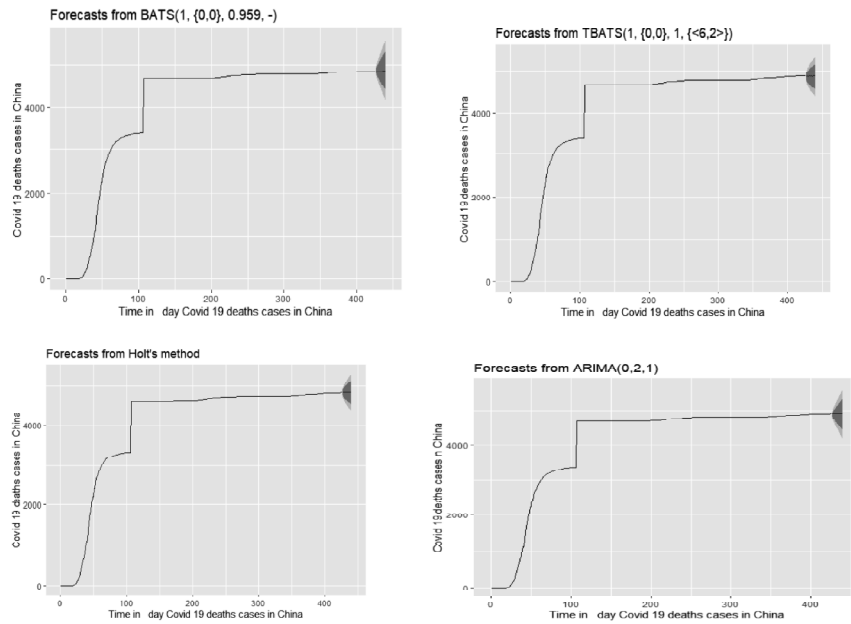 Forecasts from BATS(1, {0,0}, 0.959, -)
Covid 19 deaths cases in China
4000
2000
0
0 100 200 300 400
Time in day Covid 19 deaths cases in China
Forecasts from TBATS(1, {0,0}, 1, {<6,2>})
Covid 19 deaths cases in China
4000
2000
0
0 100 200 300 400
Time in day Covid 19 deaths cases in China
Forecasts from Holt's method
Covid 19 deaths cases in China
4000
2000
0
0 100 200 300 400
Time in day Covid 19 deaths cases in China
Forecasts from ARIMA(0,2,1)
Covid 19 deaths cases n China
4000
2000
0
0 100 200 300 400
Time in day Covid 19 deaths cases in China